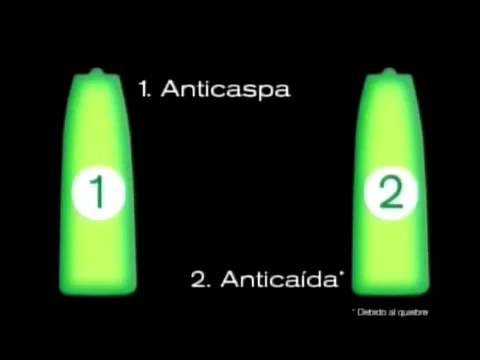 1. Anticaspa
1
2
2. Anticaída*
* Debido al quiebre